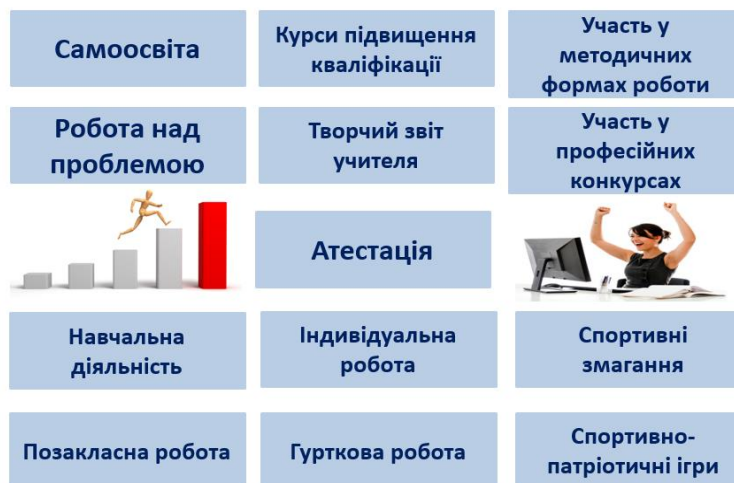 Самоосвіта
Курси підвищення
кваліфікації
Участь у
методичних
формах роботи
Робота над
проблемою
Творчий звіт
учителя
Участь у
професійних
конкурсах
Атестація
Навчальна
діяльність
Індивідуальна
робота
Спортивні
змагання
Позакласна робота
Гурткова робота
Спортивно-
патріотичні ігри